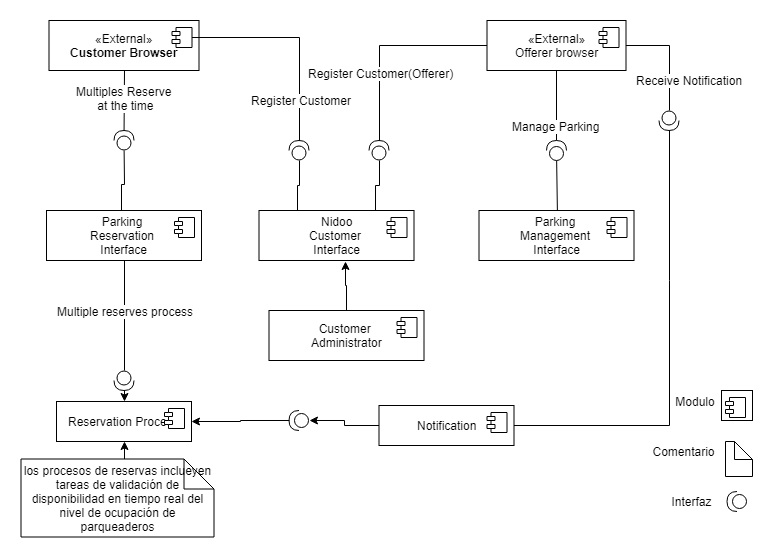 «External»
Customer Browser
«External»
Offerer browser
Register Customer(Offerer)
Receive Notification
Multiples Reserve
at the time
Register Customer
Manage Parking
Parking
Reservation
Interface
Nidoo
Customer
Interface
Parking
Management
Interface
Multiple reserves process
Customer
Administrator
Modulo
Reservation Proce
Notification
Comentario
los procesos de reservas inclueyen
tareas de validación de
disponibilidad en tiempo real del
nivel de ocupación de
parqueaderos
Interfaz